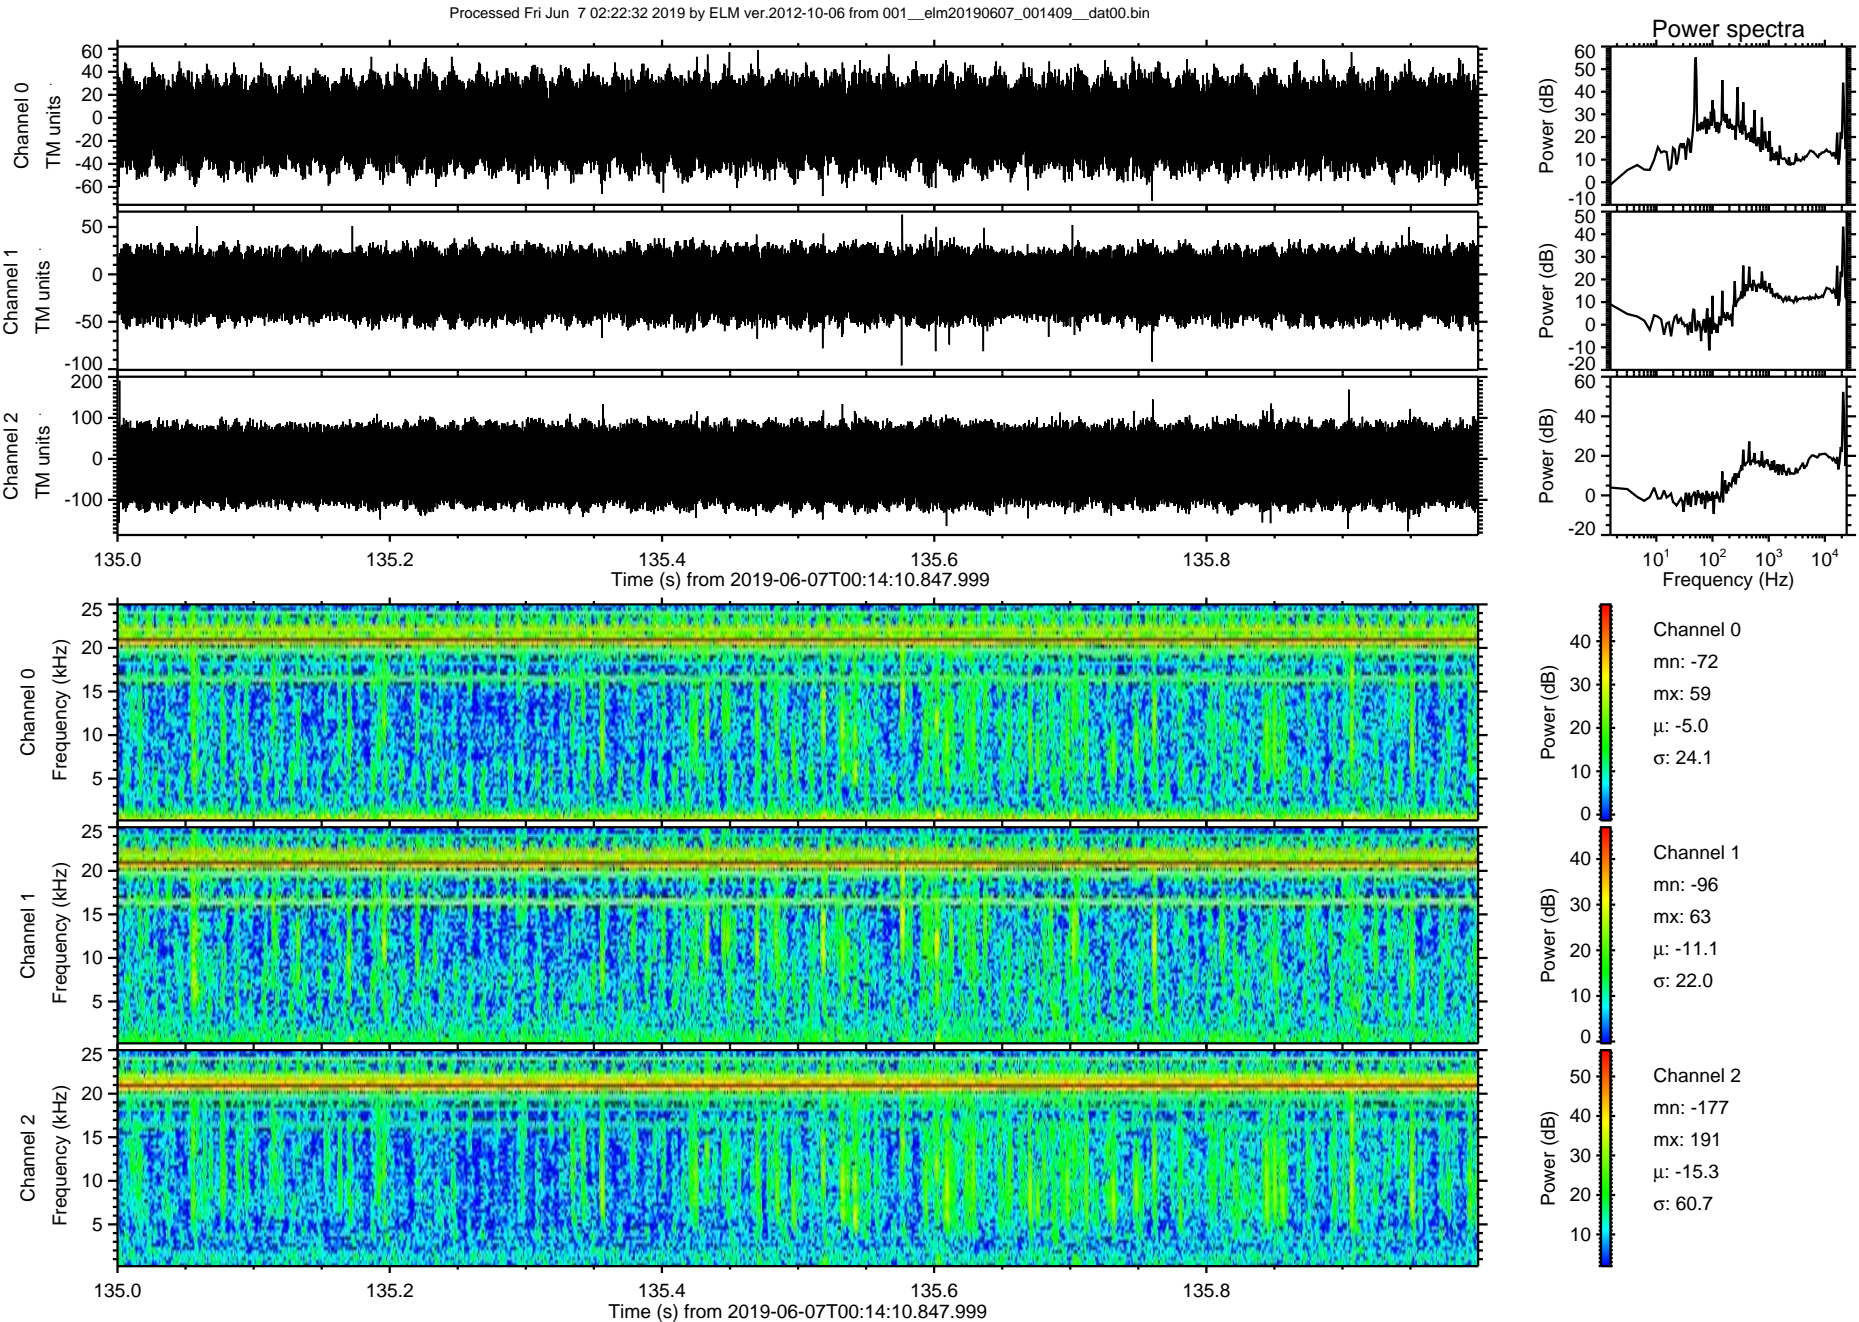 Processed Fri Jun  7 02:22:32 2019 by ELM ver.2012-10-06 from 001__elm20190607_001409__dat00.bin
Power spectra
Channel 0
TM units
60
40
20
0
-20
-40
-60
Power (dB)
60
50
40
30
20
10
0
-10
Channel 1
TM units
50
0
-50
-100
Power (dB)
50
40
30
20
10
0
-10
-20
Channel 2
TM units
200
100
0
-100
Power (dB)
60
40
20
0
-20
135.0 135.2 135.4 135.6 135.8
Time (s) from 2019-06-07T00:14:10.847.999
10^1 10^2 10^3 10^4
Frequency (Hz)
Channel 0
Frequency (kHz)
25
20
15
10
5
Power (dB)
40
30
20
10
0
Channel 0
mn: -72
mx: 59
μ: -5.0
σ: 24.1
Channel 1
Frequency (kHz)
25
20
15
10
5
Power (dB)
40
30
20
10
0
Channel 1
mn: -96
mx: 63
μ: -11.1
σ: 22.0
Channel 2
Frequency (kHz)
25
20
15
10
5
Power (dB)
50
40
30
20
10
Channel 2
mn: -177
mx: 191
μ: -15.3
σ: 60.7
135.0 135.2 135.4 135.6 135.8
Time (s) from 2019-06-07T00:14:10.847.999